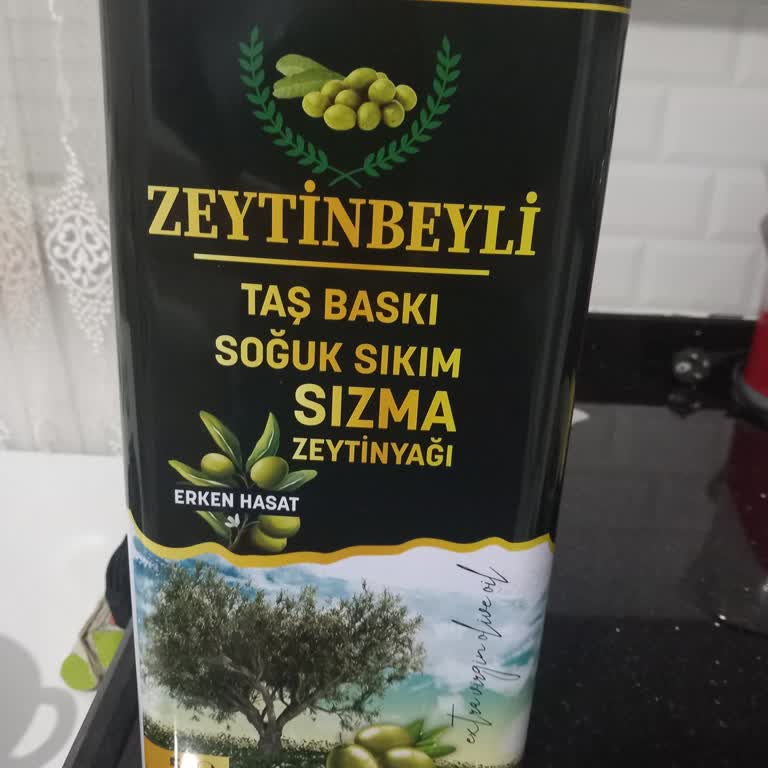 ZEYTİNBEYLİ
TAŞ BASKI
SOĞUK SIKIM
SIZMA
ZEYTİNYAĞI
ERKEN HASAT
extra virgin olive oil